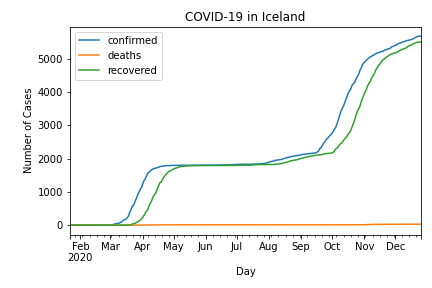 COVID-19 in Iceland
confirmed
deaths
recovered
Number of Cases
5000
4000
3000
2000
1000
0
Feb Mar Apr May Jun Jul Aug Sep Oct Nov Dec
2020
Day